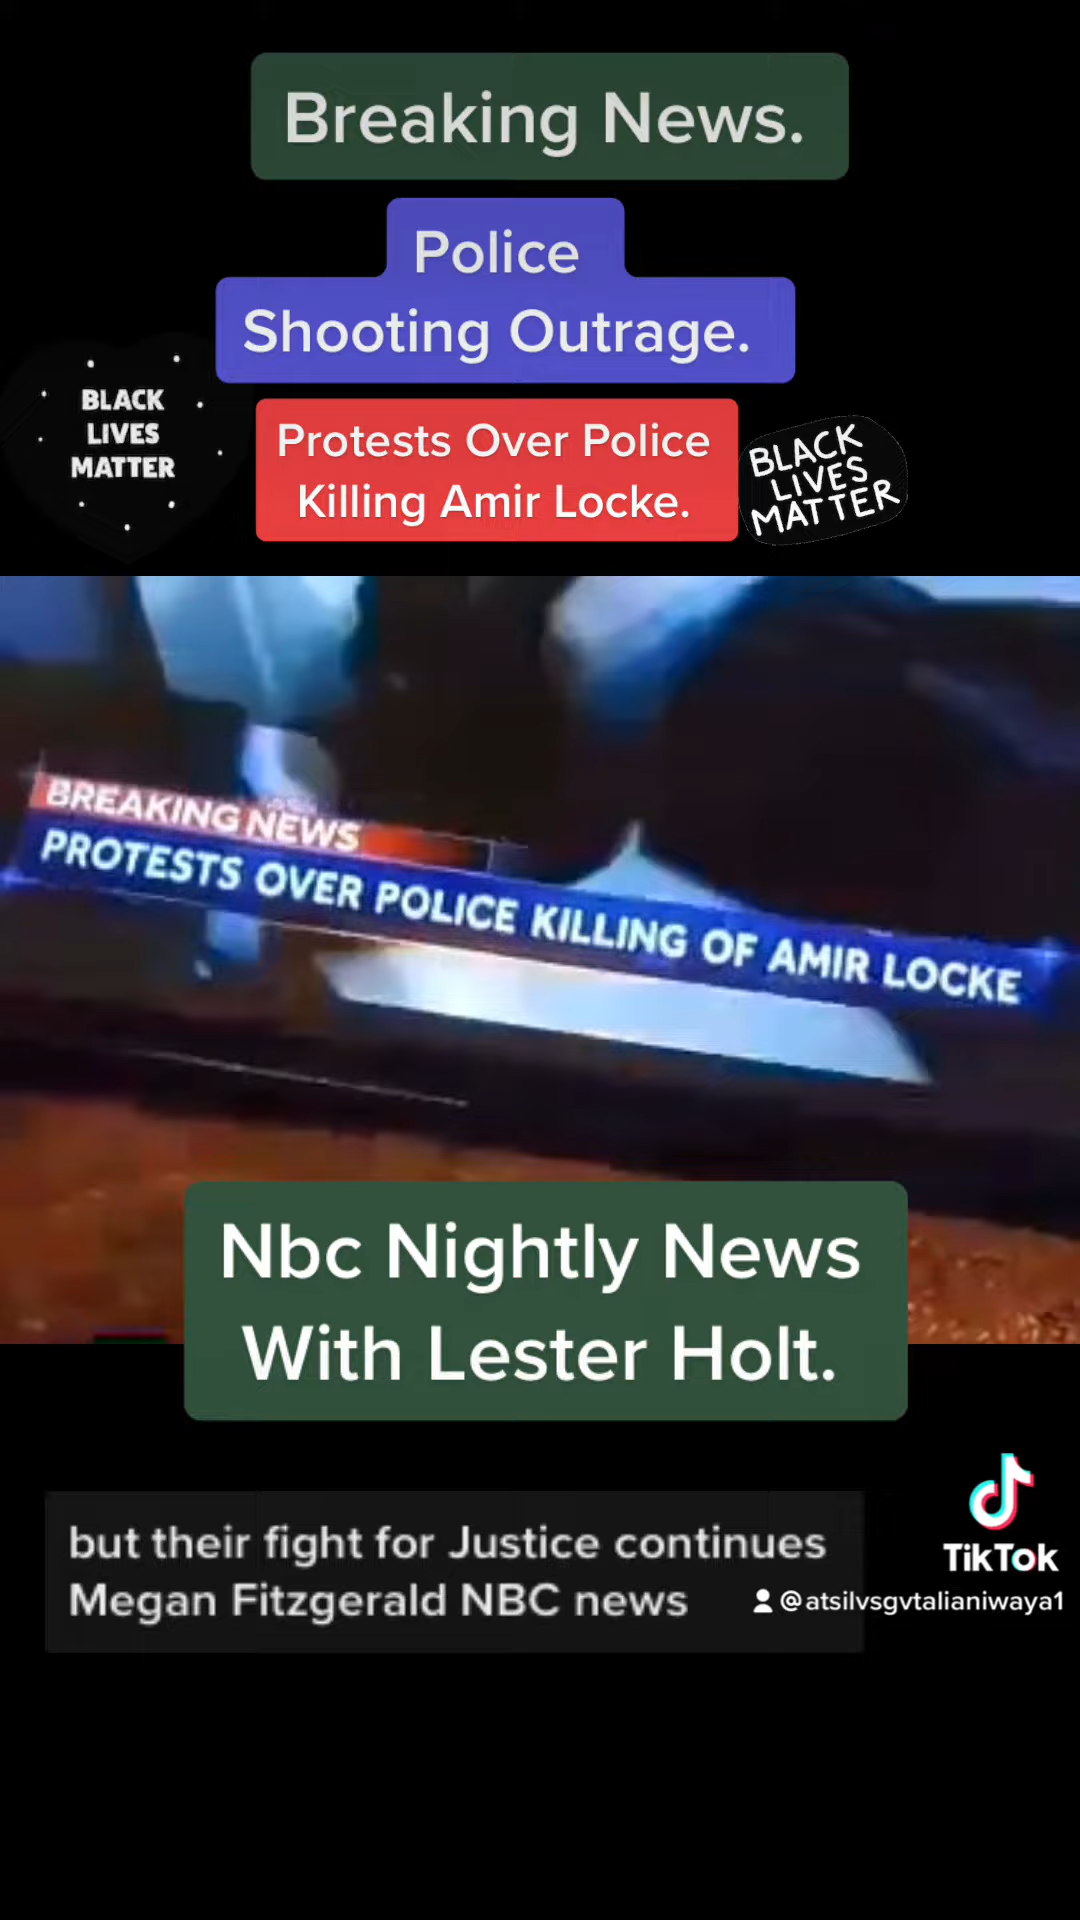 Breaking News.
Police
Shooting Outrage.
BLACK
LIVES
MATTER
Protests Over Police
Killing Amir Locke.
BLACK
LIVES
MATTER
BREAKING NEWS
PROTESTS OVER POLICE KILLING OF AMIR LOCKE
Nbc Nightly News
With Lester Holt.
but their fight for Justice continues
Megan Fitzgerald NBC news
TikTok
@atsilvsgvtalianiwaya1